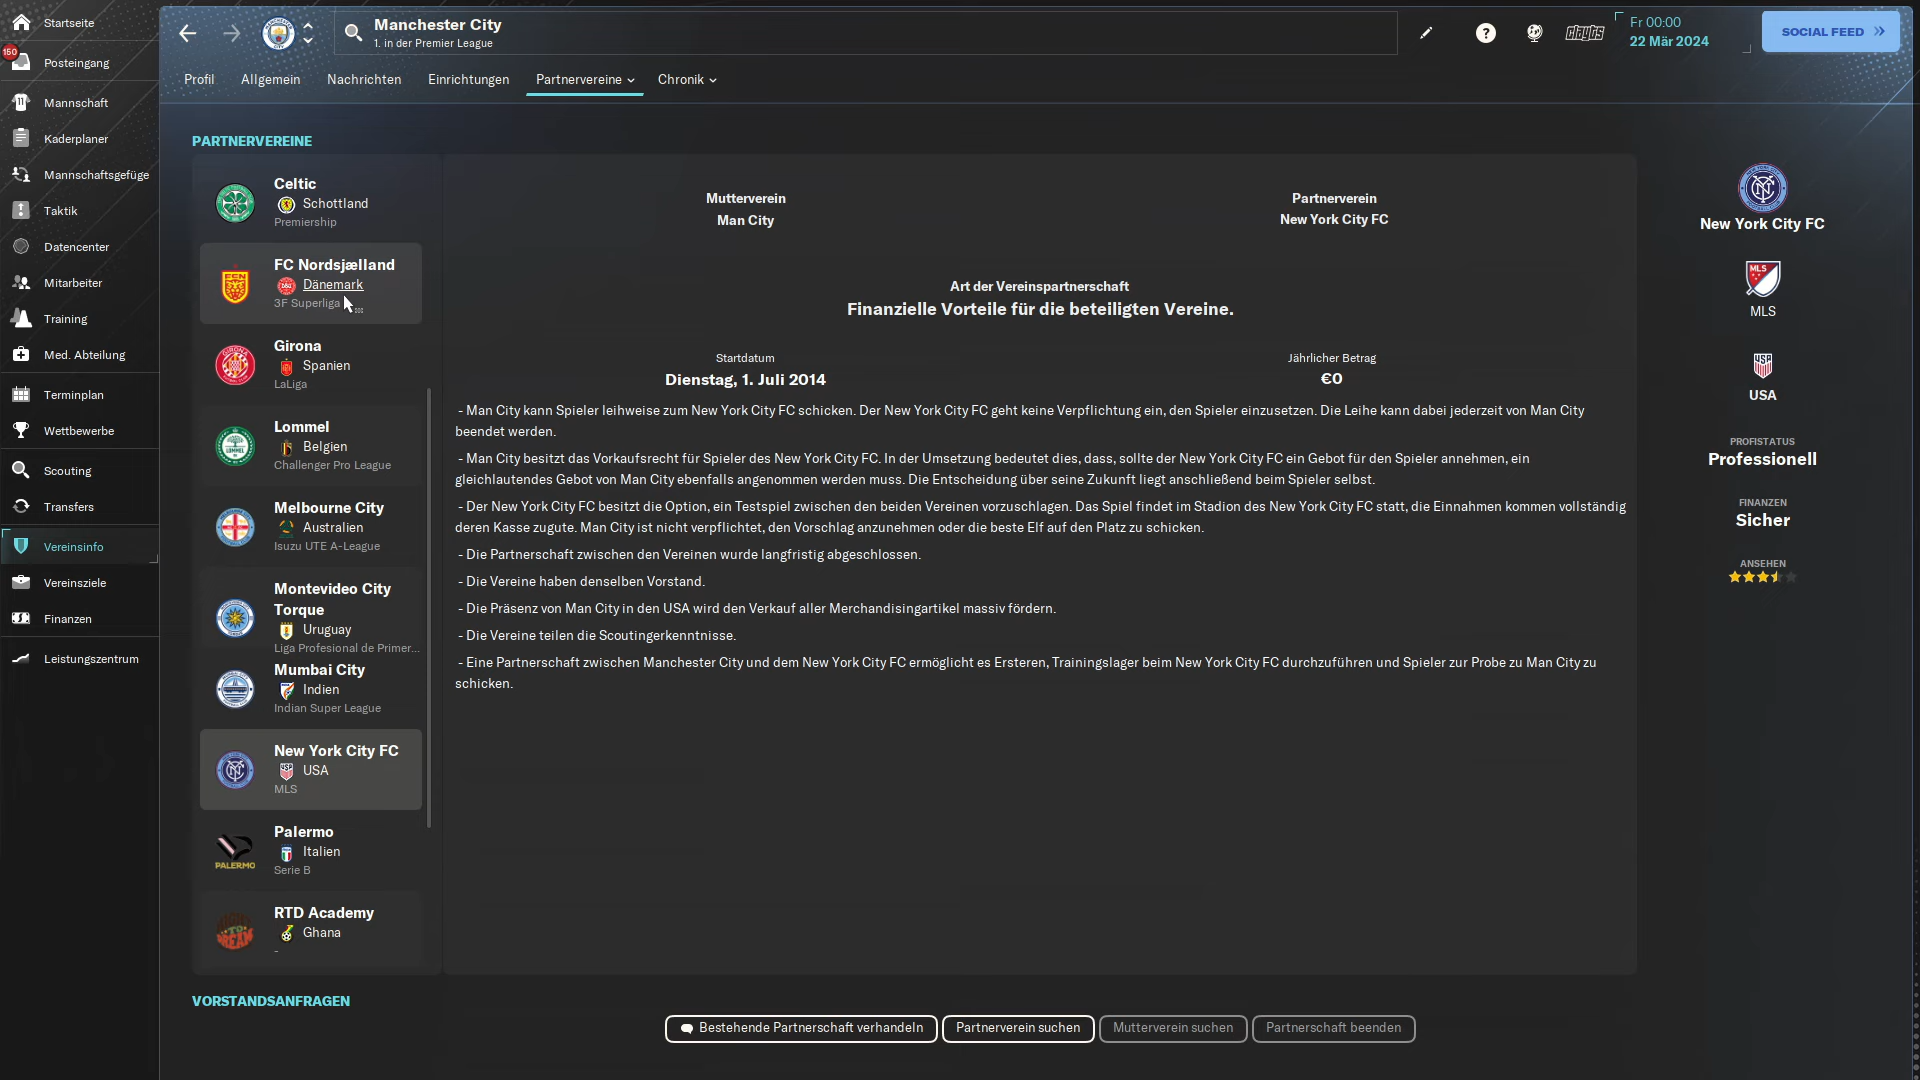 Startseite
150
Posteingang
Mannschaft
Kaderplaner
Mannschaftsgefüge
Taktik
Datencenter
Mitarbeiter
Training
Med. Abteilung
Terminplan
Wettbewerbe
Scouting
Transfers
Vereinsinfo
Vereinsziele
Finanzen
Leistungszentrum
Manchester City
1. in der Premier League
Fr 00:00
22 Mär 2024
SOCIAL FEED
Profil
Allgemein
Nachrichten
Einrichtungen
Partnervereine
Chronik
PARTNERVEREINE
Celtic
Schottland
Premiership
FC Nordsjælland
Dänemark
3F Superliga
Girona
Spanien
LaLiga
Lommel
Belgien
Challenger Pro League
Melbourne City
Australien
Isuzu UTE A-League
Montevideo City
Torque
Uruguay
Liga Profesional de Primer...
Mumbai City
Indien
Indian Super League
New York City FC
USA
MLS
Palermo
Italien
Serie B
PALERMO
RTD Academy
Ghana
-
Mutterverein
Man City
Partnerverein
New York City FC
Art der Vereinspartnerschaft
Finanzielle Vorteile für die beteiligten Vereine.
Startdatum
Dienstag, 1. Juli 2014
Jährlicher Betrag
€0
- Man City kann Spieler leihweise zum New York City FC schicken. Der New York City FC geht keine Verpflichtung ein, den Spieler einzusetzen. Die Leihe kann dabei jederzeit von Man City
beendet werden.
- Man City besitzt das Vorkaufsrecht für Spieler des New York City FC. In der Umsetzung bedeutet dies, dass, sollte der New York City FC ein Gebot für den Spieler annehmen, ein
gleichlautendes Gebot von Man City ebenfalls angenommen werden muss. Die Entscheidung über seine Zukunft liegt anschließend beim Spieler selbst.
- Der New York City FC besitzt die Option, ein Testspiel zwischen den beiden Vereinen vorzuschlagen. Das Spiel findet im Stadion des New York City FC statt, die Einnahmen kommen vollständig
deren Kasse zugute. Man City ist nicht verpflichtet, den Vorschlag anzunehmen oder die beste Elf auf den Platz zu schicken.
- Die Partnerschaft zwischen den Vereinen wurde langfristig abgeschlossen.
- Die Vereine haben denselben Vorstand.
- Die Präsenz von Man City in den USA wird den Verkauf aller Merchandisingartikel massiv fördern.
- Die Vereine teilen die Scoutingerkenntnisse.
- Eine Partnerschaft zwischen Manchester City und dem New York City FC ermöglicht es Ersteren, Trainingslager beim New York City FC durchzuführen und Spieler zur Probe zu Man City zu
schicken.
New York City FC
MLS
MLS
USA
PROFISTATUS
Professionell
FINANZEN
Sicher
ANSEHEN
VORSTANDSANFRAGEN
Bestehende Partnerschaft verhandeln
Partnerverein suchen
Mutterverein suchen
Partnerschaft beenden